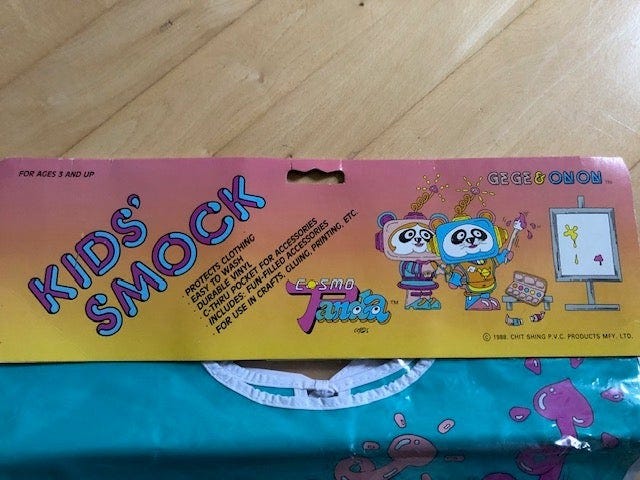 FOR AGES 3 AND UP
KIDS'
SMOCK
· PROTECTS CLOTHING
· EASY TO WASH
· DURABLE VINYL
· C-THRU POCKET FOR ACCESSORIES
· INCLUDES: FUN-FILLED ACCESSORIES
· FOR USE IN CRAFTS, GLUING, PRINTING, ETC.
COSMO
Panda ™
GE GE & ON ON ™
© 1988. CHIT SHING P.V.C. PRODUCTS MFY. LTD.